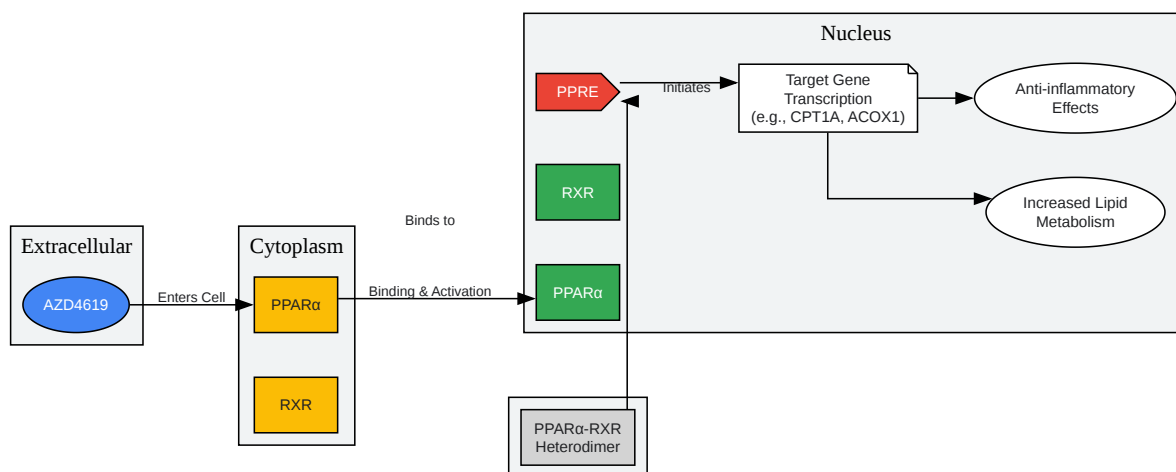 Nucleus
PPRE
Initiates
Target Gene
Transcription
(e.g., CPT1A, ACOX1)
Anti-inflammatory
Effects
RXR
Increased Lipid
Metabolism
Binds to
Extracellular
Cytoplasm
AZD4619
Enters Cell
PPARα
Binding & Activation
PPARα
RXR
PPARα-RXR
Heterodimer